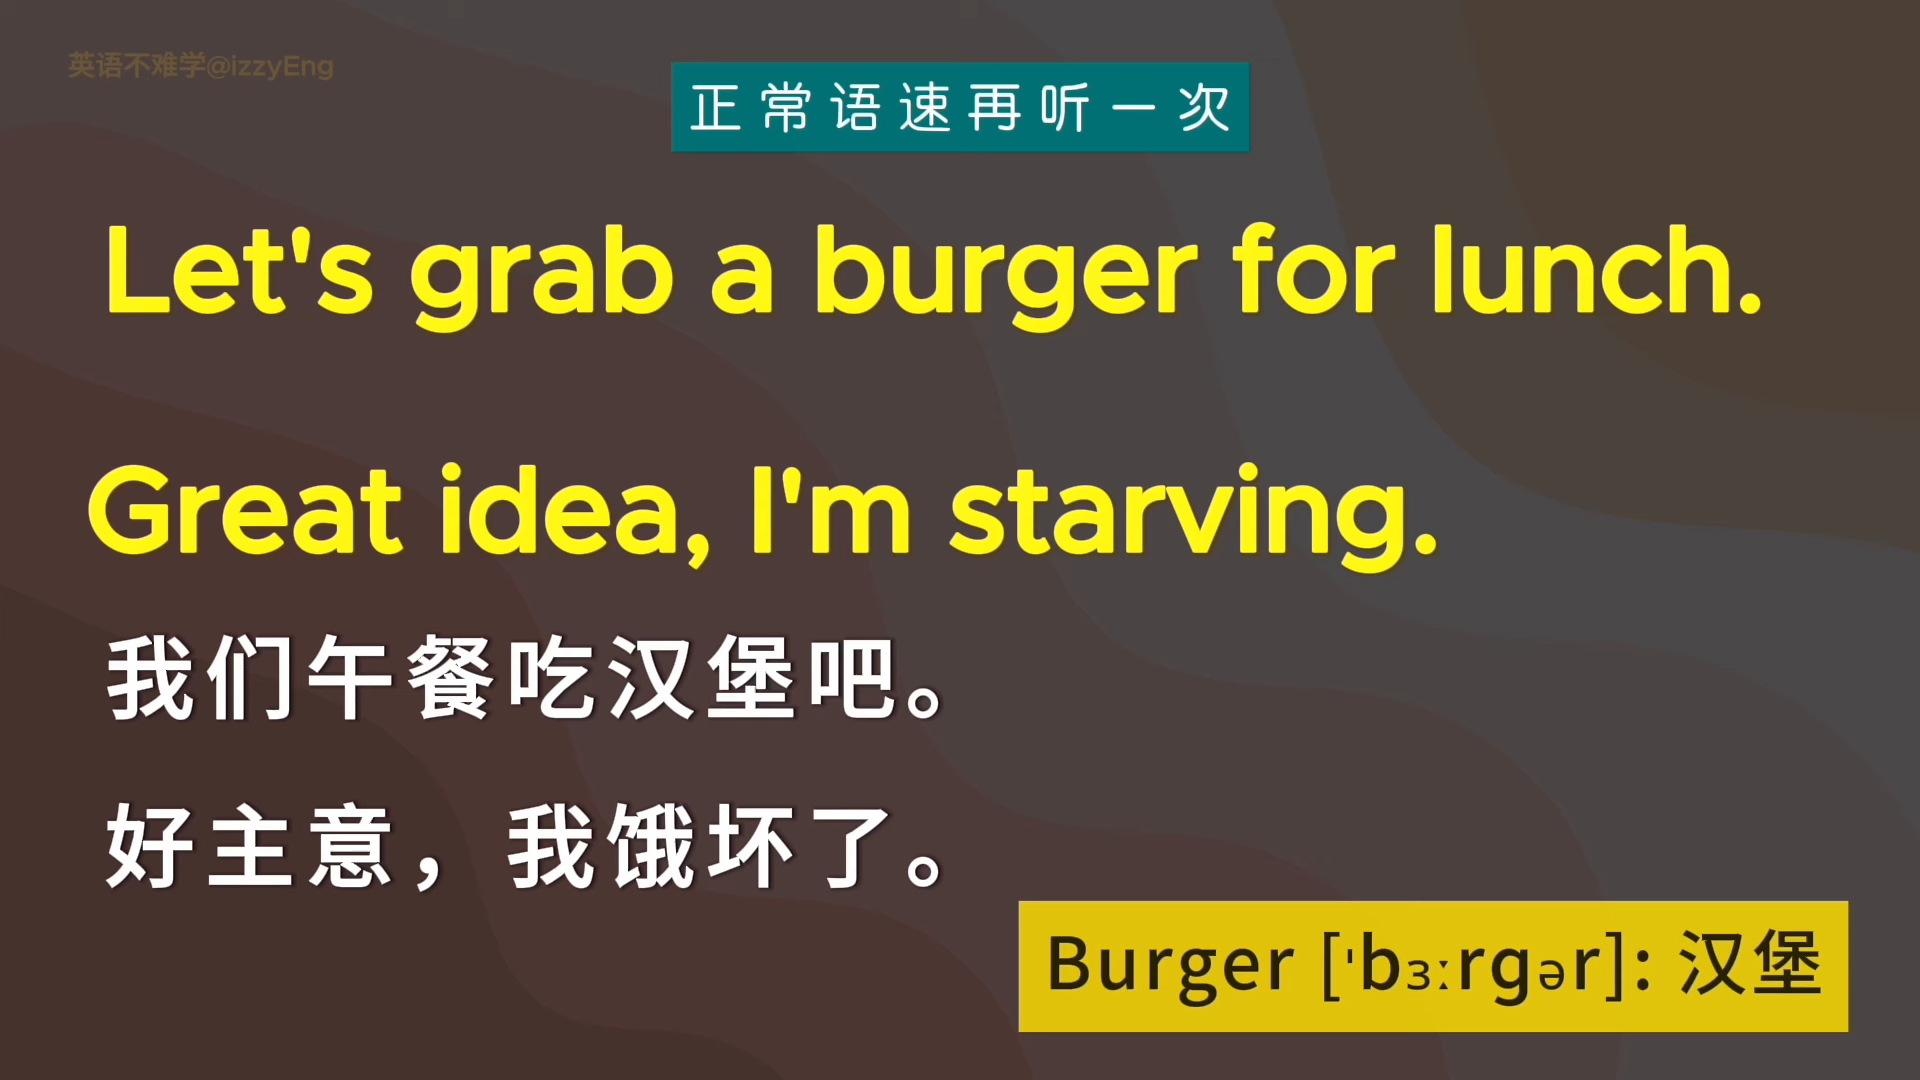 英语不难学@izzyEng
正常语速再听一次
Let's grab a burger for lunch.
Great idea, I'm starving.
我们午餐吃汉堡吧。
好主意，我饿坏了。
Burger [ˈbɜːrgər]: 汉堡